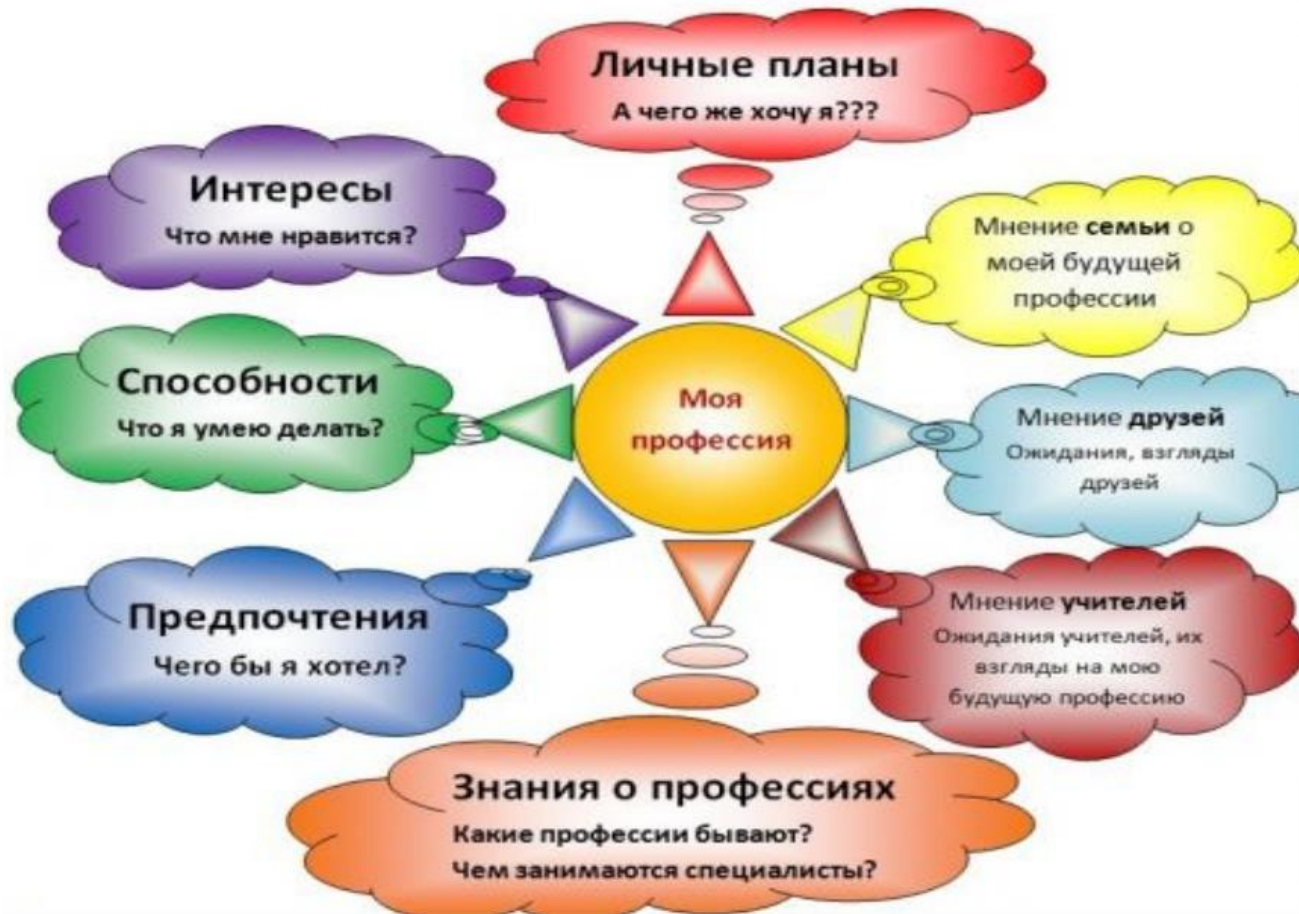 Личные планы
А чего же хочу я???
Интересы
Что мне нравится?
Мнение семьи о
моей будущей
профессии
Способности
Что я умею делать?
Моя
профессия
Мнение друзей
Ожидания, взгляды
друзей
Предпочтения
Чего бы я хотел?
Мнение учителей
Ожидания учителей, их
взгляды на мою
будущую профессию
Знания о профессиях
Какие профессии бывают?
Чем занимаются специалисты?